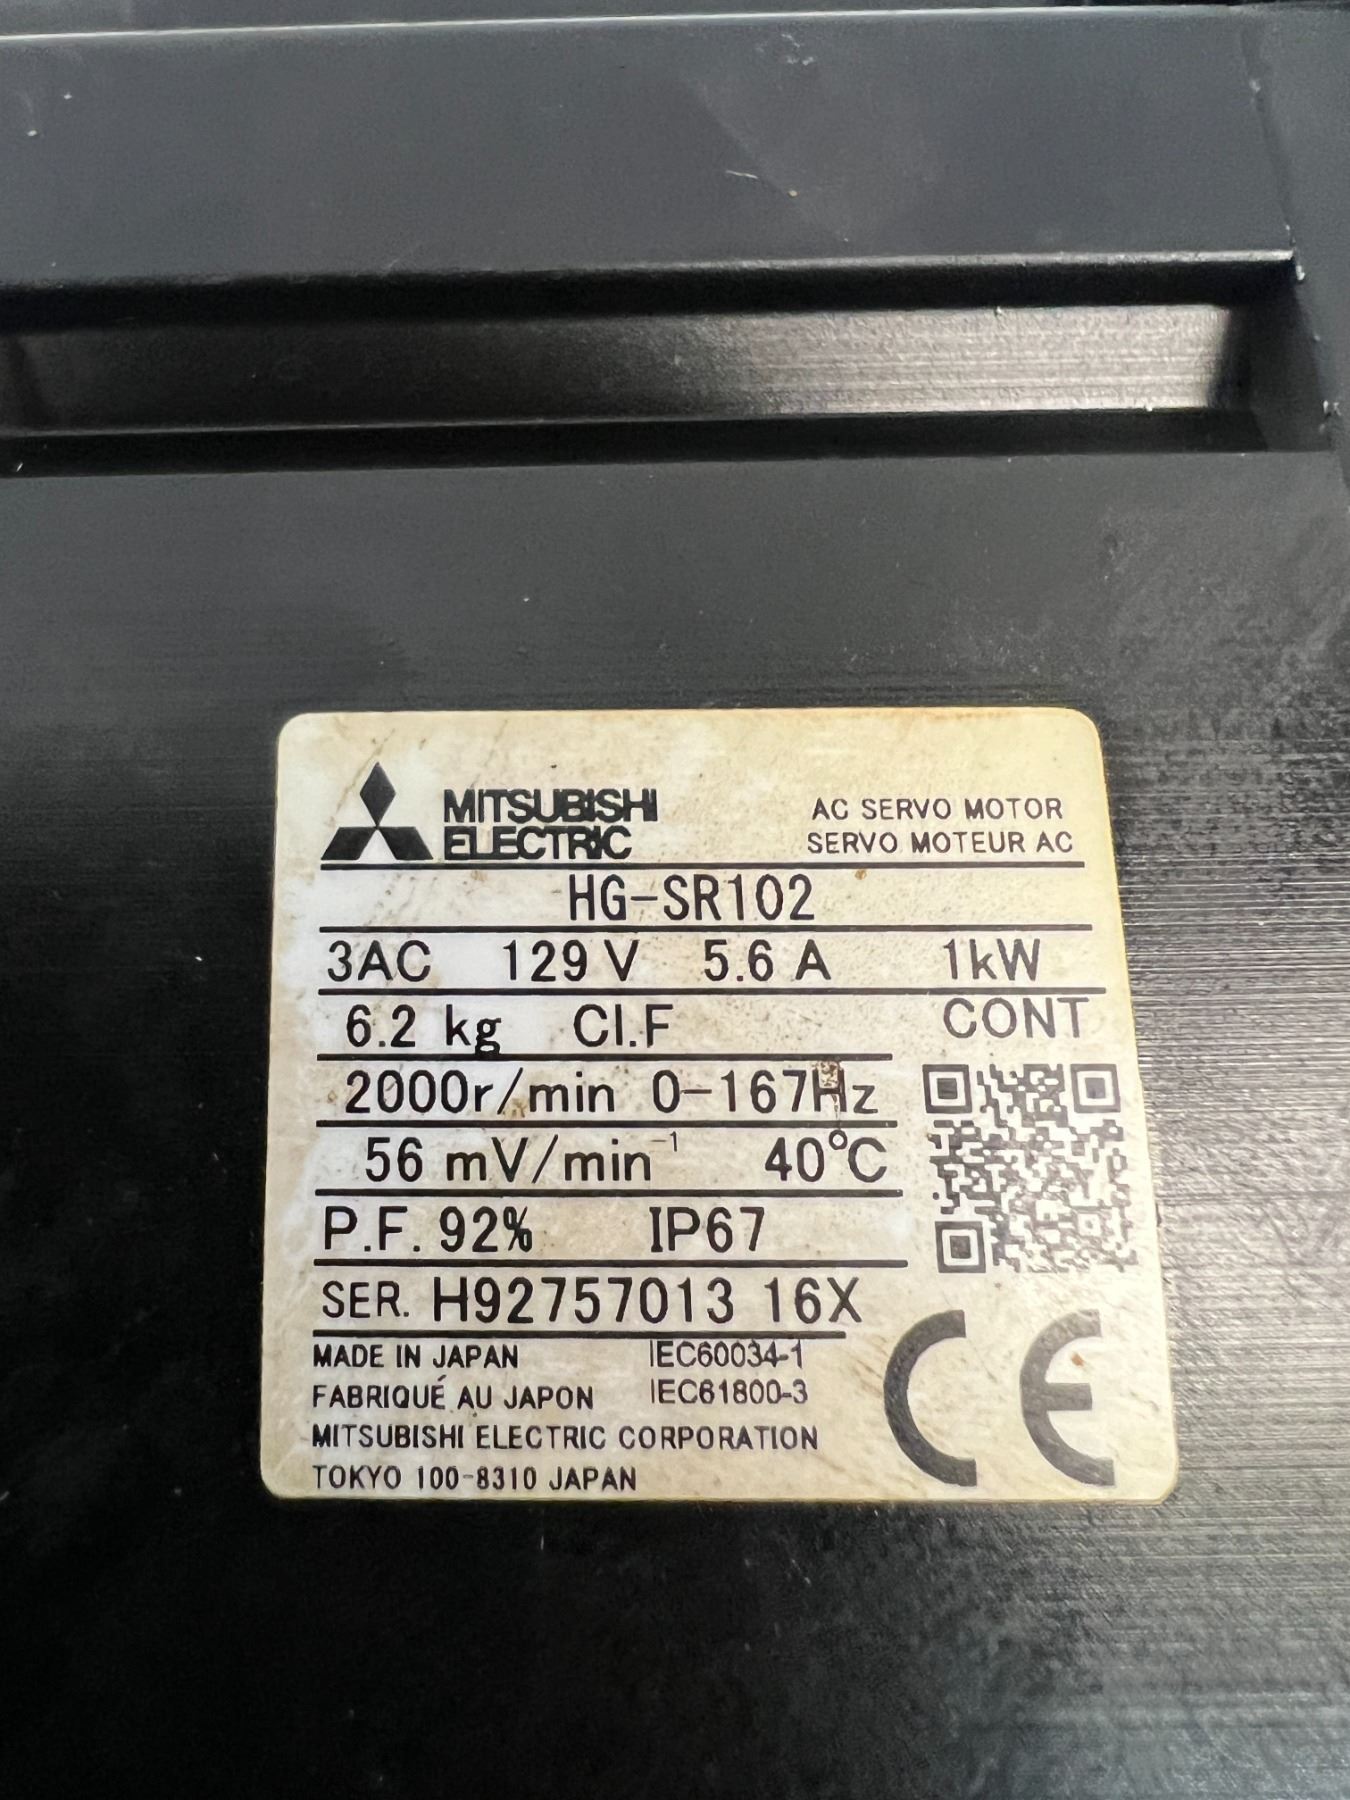 MITSUBISHI
ELECTRIC
AC SERVO MOTOR
SERVO MOTEUR AC
HG-SR102
3AC 129 V 5.6 A 1kW
6.2 kg Cl.F CONT
2000r/min 0-167Hz
56 mV/min⁻¹ 40°C
P.F. 92% IP67
SER. H92757013 16X
MADE IN JAPAN IEC60034-1
FABRIQUÉ AU JAPON IEC61800-3
MITSUBISHI ELECTRIC CORPORATION
TOKYO 100-8310 JAPAN
CE